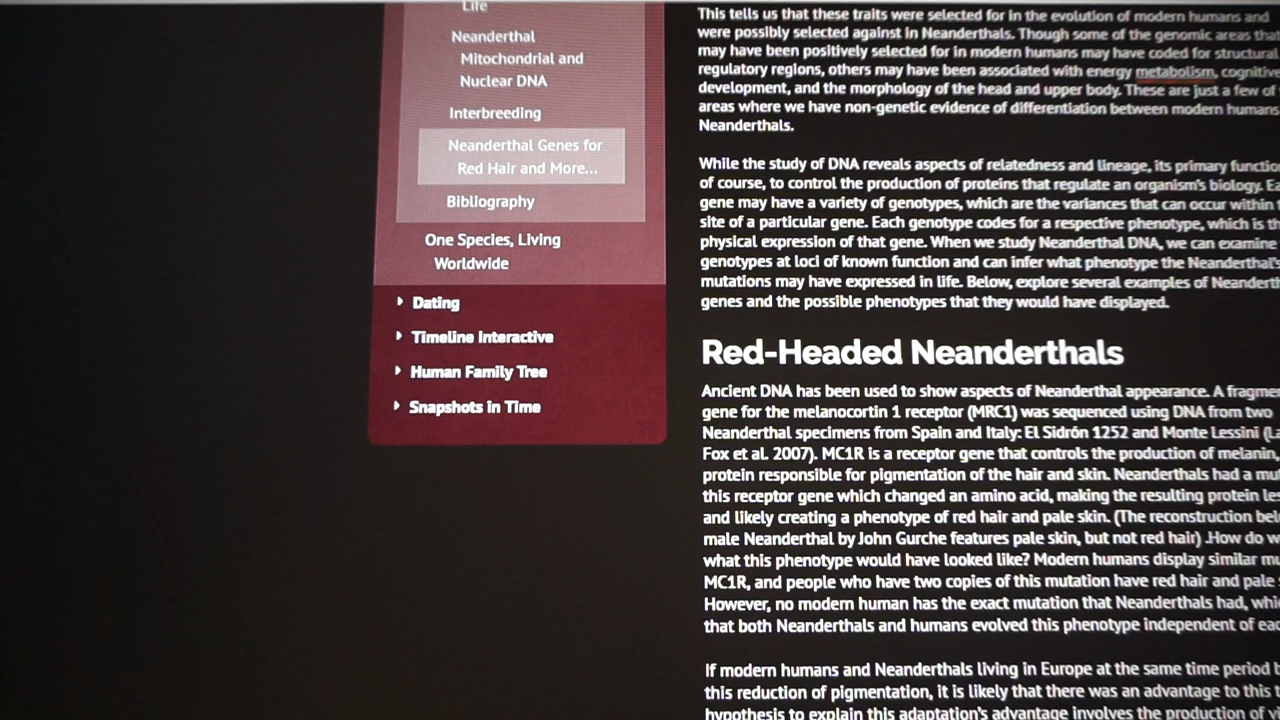 Life
Neanderthal
Mitochondrial and
Nuclear DNA
Interbreeding
Neanderthal Genes for
Red Hair and More...
Bibliography
One Species, Living
Worldwide
Dating
Timeline Interactive
Human Family Tree
Snapshots in Time
This tells us that these traits were selected for in the evolution of modern humans and
were possibly selected against in Neanderthals. Though some of the genomic areas that
may have been positively selected for in modern humans may have coded for structural
regulatory regions, others may have been associated with energy metabolism, cognitive
development, and the morphology of the head and upper body. These are just a few of
areas where we have non-genetic evidence of differentiation between modern humans
Neanderthals.
While the study of DNA reveals aspects of relatedness and lineage, its primary
of course, to control the production of proteins that regulate an organism's biology.
gene may have a variety of genotypes, which are the variances that can occur within
site of a particular gene. Each genotype codes for a respective phenotype, which is
physical expression of that gene. When we study Neanderthal DNA, we can examine
genotypes at loci of known function and can infer what phenotype the Neanderthal's
mutations may have expressed in life. Below, explore several examples of
genes and the possible phenotypes that they would have displayed.
Red-Headed Neanderthals
Ancient DNA has been used to show aspects of Neanderthal appearance. A
gene for the melanocortin 1 receptor (MRC1) was sequenced using DNA from two
Neanderthal specimens from Spain and Italy: El Sidrón 1252 and Monte Lessini
Fox et al. 2007). MC1R is a receptor gene that controls the production of melanin,
protein responsible for pigmentation of the hair and skin. Neanderthals had a
this receptor gene which changed an amino acid, making the resulting protein
and likely creating a phenotype of red hair and pale skin. (The reconstruction
male Neanderthal by John Gurche features pale skin, but not red hair) .How do
what this phenotype would have looked like? Modern humans display similar
MC1R, and people who have two copies of this mutation have red hair and pale
However, no modern human has the exact mutation that Neanderthals had,
that both Neanderthals and humans evolved this phenotype independent of
If modern humans and Neanderthals living in Europe at the same time period
this reduction of pigmentation, it is likely that there was an advantage to this
hypothesis to explain this adaptation's advantage involves the production of